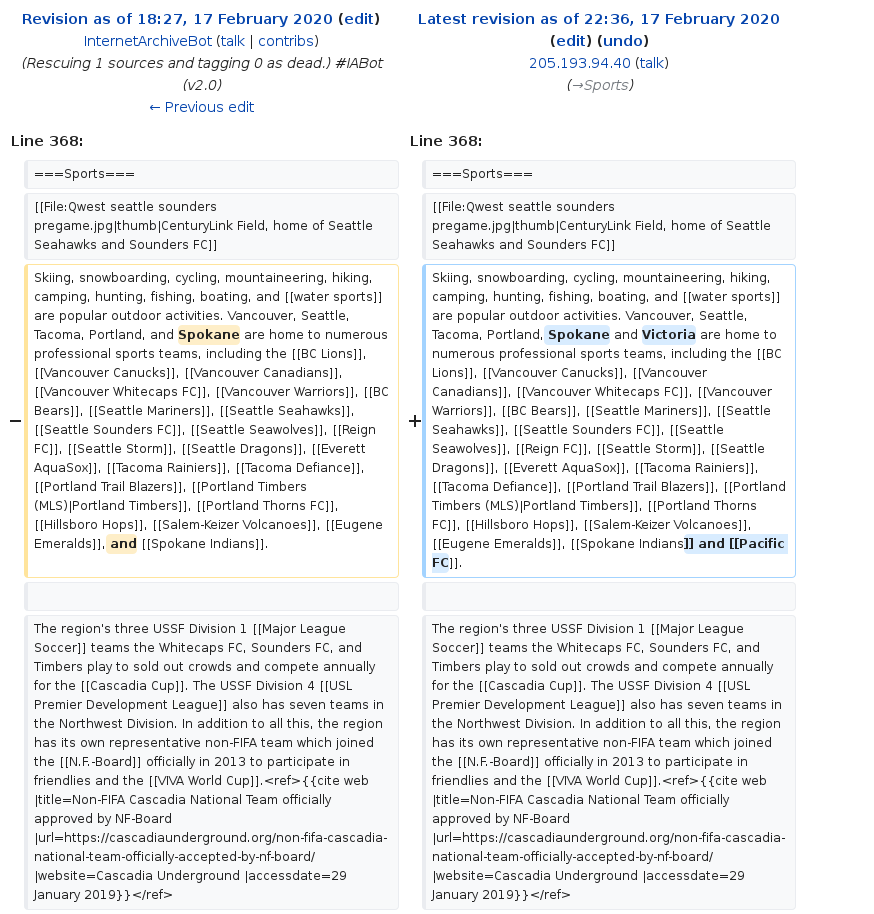 Revision as of 18:27, 17 February 2020 (edit)
InternetArchiveBot (talk | contribs)
(Rescuing 1 sources and tagging 0 as dead.) #IABot
(v2.0)
← Previous edit
Latest revision as of 22:36, 17 February 2020
(edit) (undo)
205.193.94.40 (talk)
(→Sports)
Line 368:
===Sports===
[[File:Qwest seattle sounders
pregame.jpg|thumb|CenturyLink Field, home of Seattle
Seahawks and Sounders FC]]
−
Skiing, snowboarding, cycling, mountaineering, hiking,
camping, hunting, fishing, boating, and [[water sports]]
are popular outdoor activities. Vancouver, Seattle,
Tacoma, Portland, and Spokane are home to numerous
professional sports teams, including the [[BC Lions]],
[[Vancouver Canucks]], [[Vancouver Canadians]],
[[Vancouver Whitecaps FC]], [[Vancouver Warriors]], [[BC
Bears]], [[Seattle Mariners]], [[Seattle Seahawks]],
[[Seattle Sounders FC]], [[Seattle Seawolves]], [[Reign
FC]], [[Seattle Storm]], [[Seattle Dragons]], [[Everett
AquaSox]], [[Tacoma Rainiers]], [[Tacoma Defiance]],
[[Portland Trail Blazers]], [[Portland Timbers
(MLS)|Portland Timbers]], [[Portland Thorns FC]],
[[Hillsboro Hops]], [[Salem-Keizer Volcanoes]], [[Eugene
Emeralds]], and [[Spokane Indians]].
The region's three USSF Division 1 [[Major League
Soccer]] teams the Whitecaps FC, Sounders FC, and
Timbers play to sold out crowds and compete annually
for the [[Cascadia Cup]]. The USSF Division 4 [[USL
Premier Development League]] also has seven teams in
the Northwest Division. In addition to all this, the region
has its own representative non-FIFA team which joined
the [[N.F.-Board]] officially in 2013 to participate in
friendlies and the [[VIVA World Cup]].<ref>{{cite web
|title=Non-FIFA Cascadia National Team officially
approved by NF-Board
|url=https://cascadiaunderground.org/non-fifa-cascadia-
national-team-officially-accepted-by-nf-board/
|website=Cascadia Underground |accessdate=29
January 2019}}</ref>
Line 368:
===Sports===
[[File:Qwest seattle sounders
pregame.jpg|thumb|CenturyLink Field, home of Seattle
Seahawks and Sounders FC]]
+
Skiing, snowboarding, cycling, mountaineering, hiking,
camping, hunting, fishing, boating, and [[water sports]]
are popular outdoor activities. Vancouver, Seattle,
Tacoma, Portland, Spokane and Victoria are home to
numerous professional sports teams, including the [[BC
Lions]], [[Vancouver Canucks]], [[Vancouver
Canadians]], [[Vancouver Whitecaps FC]], [[Vancouver
Warriors]], [[BC Bears]], [[Seattle Mariners]], [[Seattle
Seahawks]], [[Seattle Sounders FC]], [[Seattle
Seawolves]], [[Reign FC]], [[Seattle Storm]], [[Seattle
Dragons]], [[Everett AquaSox]], [[Tacoma Rainiers]],
[[Tacoma Defiance]], [[Portland Trail Blazers]], [[Portland
Timbers (MLS)|Portland Timbers]], [[Portland Thorns
FC]], [[Hillsboro Hops]], [[Salem-Keizer Volcanoes]],
[[Eugene Emeralds]], [[Spokane Indians]] and [[Pacific
FC]].
The region's three USSF Division 1 [[Major League
Soccer]] teams the Whitecaps FC, Sounders FC, and
Timbers play to sold out crowds and compete annually
for the [[Cascadia Cup]]. The USSF Division 4 [[USL
Premier Development League]] also has seven teams in
the Northwest Division. In addition to all this, the region
has its own representative non-FIFA team which joined
the [[N.F.-Board]] officially in 2013 to participate in
friendlies and the [[VIVA World Cup]].<ref>{{cite web
|title=Non-FIFA Cascadia National Team officially
approved by NF-Board
|url=https://cascadiaunderground.org/non-fifa-cascadia-
national-team-officially-accepted-by-nf-board/
|website=Cascadia Underground |accessdate=29
January 2019}}</ref>